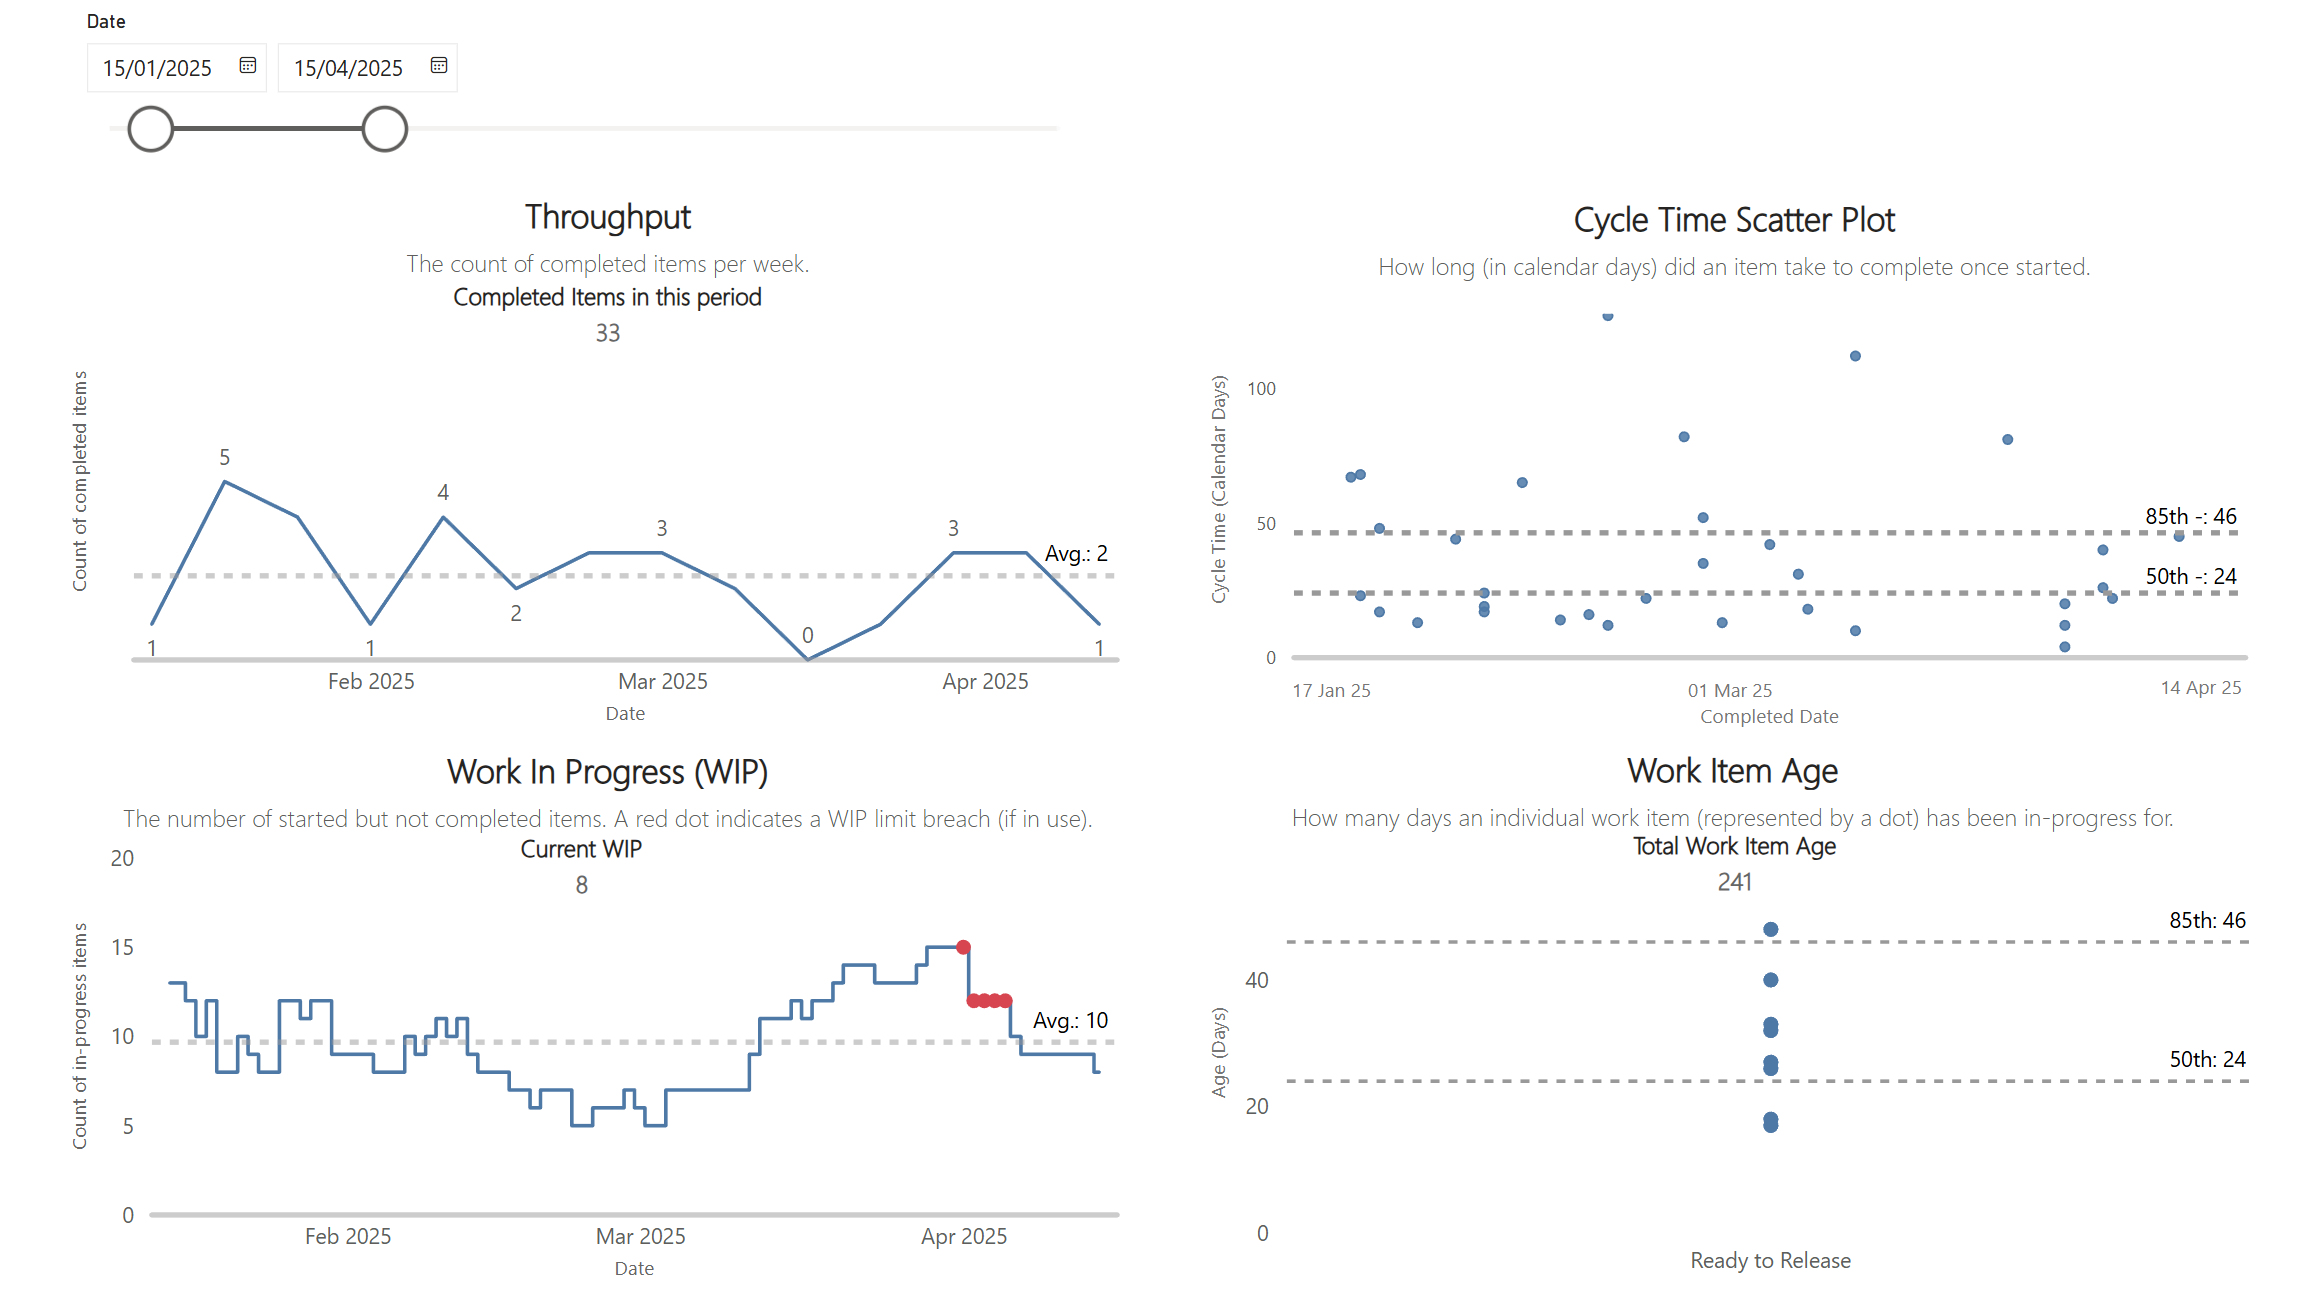 Date
15/01/2025
15/04/2025
Throughput
The count of completed items per week.
Completed Items in this period
33
Count of completed items
5
4
3
3
Avg.: 2
2
0
1
1
1
Feb 2025
Mar 2025
Apr 2025
Date
Cycle Time Scatter Plot
How long (in calendar days) did an item take to complete once started.
Cycle Time (Calendar Days)
100
50
0
85th -: 46
50th -: 24
17 Jan 25
01 Mar 25
14 Apr 25
Completed Date
Work In Progress (WIP)
The number of started but not completed items. A red dot indicates a WIP limit breach (if in use).
Current WIP
8
Count of in-progress items
20
15
10
5
0
Avg.: 10
Feb 2025
Mar 2025
Apr 2025
Date
Work Item Age
How many days an individual work item (represented by a dot) has been in-progress for.
Total Work Item Age
241
Age (Days)
40
20
0
85th: 46
50th: 24
Ready to Release